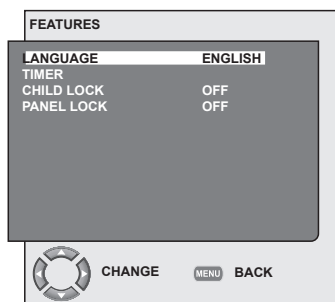 FEATURES
LANGUAGE ENGLISH
TIMER
CHILD LOCK OFF
PANEL LOCK OFF
CHANGE MENU BACK